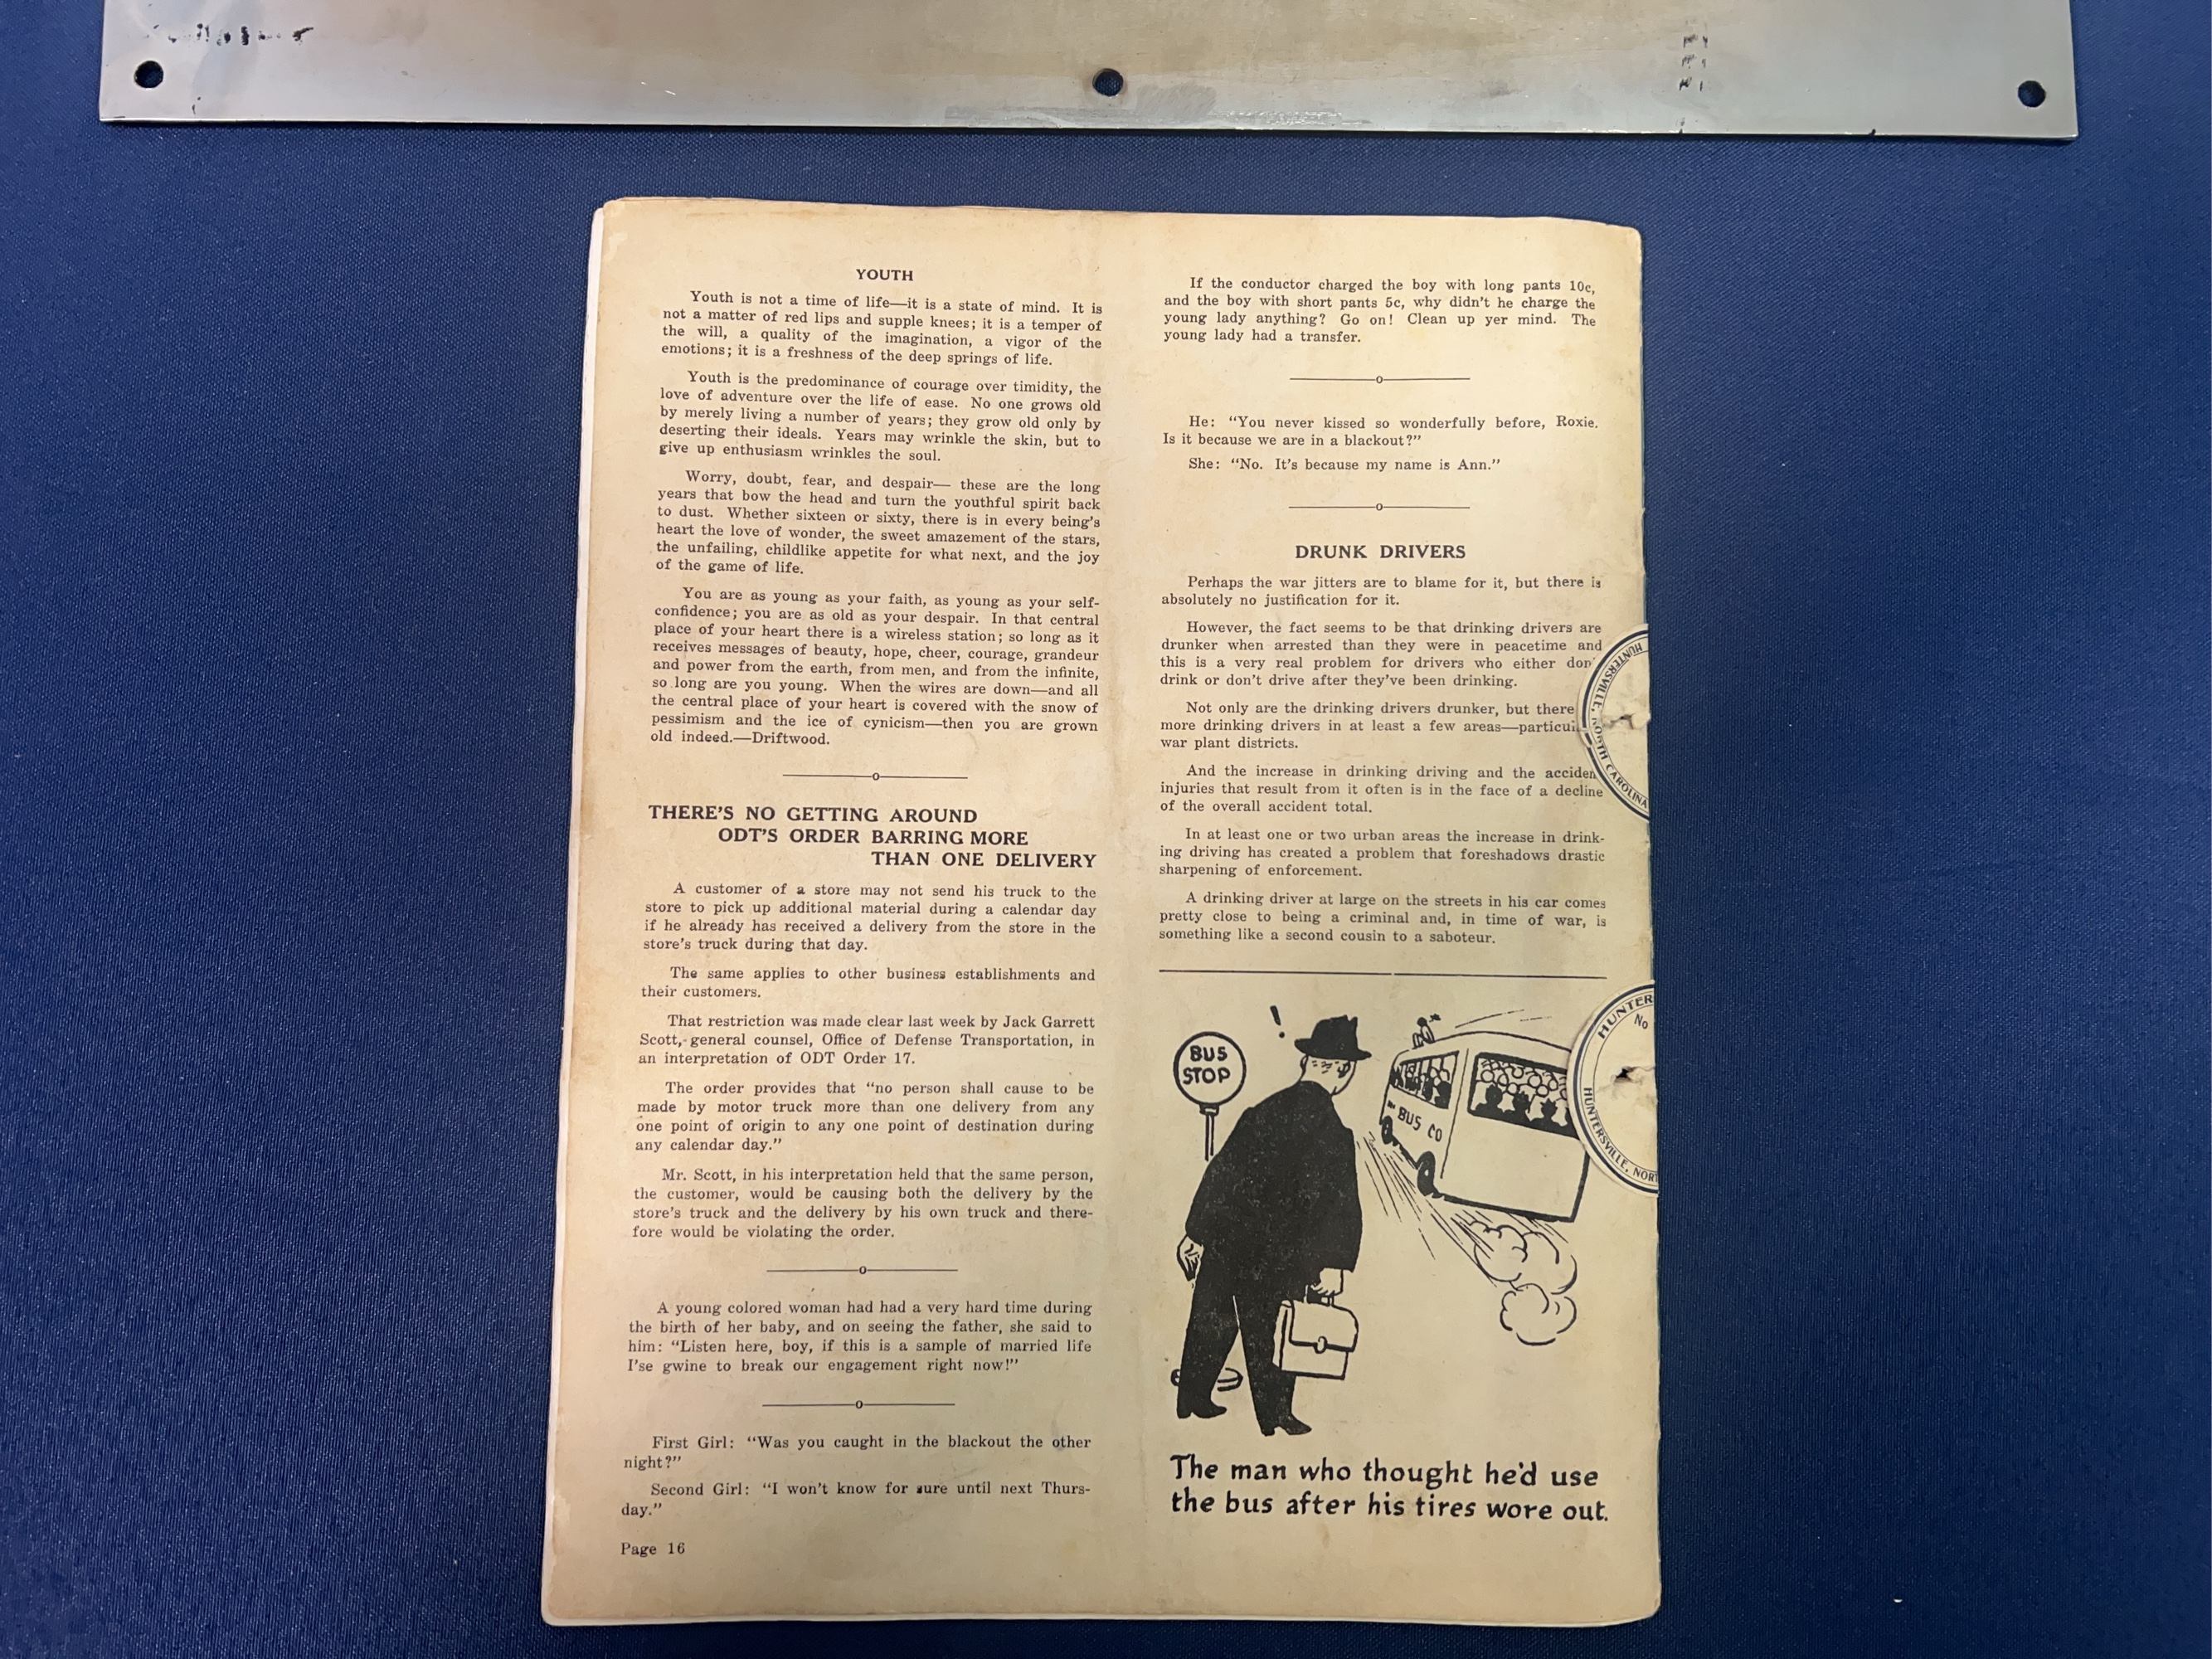 YOUTH
Youth is not a time of life—it is a state of mind. It is
not a matter of red lips and supple knees; it is a temper of
the will, a quality of the imagination, a vigor of the
emotions; it is a freshness of the deep springs of life.
Youth is the predominance of courage over timidity, the
love of adventure over the life of ease. No one grows old
by merely living a number of years; they grow old only by
deserting their ideals. Years may wrinkle the skin, but to
give up enthusiasm wrinkles the soul.
Worry, doubt, fear, and despair— these are the long
years that bow the head and turn the youthful spirit back
to dust. Whether sixteen or sixty, there is in every being's
heart the love of wonder, the sweet amazement of the stars,
the unfailing, childlike appetite for what next, and the joy
of the game of life.
You are as young as your faith, as young as your self-
confidence; you are as old as your despair. In that central
place of your heart there is a wireless station; so long as it
receives messages of beauty, hope, cheer, courage, grandeur
and power from the earth, from men, and from the infinite,
so long are you young. When the wires are down—and all
the central place of your heart is covered with the snow of
pessimism and the ice of cynicism—then you are grown
old indeed.—Driftwood.
THERE'S NO GETTING AROUND
ODT'S ORDER BARRING MORE
THAN ONE DELIVERY
A customer of a store may not send his truck to the
store to pick up additional material during a calendar day
if he already has received a delivery from the store in the
store's truck during that day.
The same applies to other business establishments and
their customers.
That restriction was made clear last week by Jack Garrett
Scott, general counsel, Office of Defense Transportation, in
an interpretation of ODT Order 17.
The order provides that "no person shall cause to be
made by motor truck more than one delivery from any
one point of origin to any one point of destination during
any calendar day."
Mr. Scott, in his interpretation held that the same person,
the customer, would be causing both the delivery by the
store's truck and the delivery by his own truck and there-
fore would be violating the order.
A young colored woman had had a very hard time during
the birth of her baby, and on seeing the father, she said to
him: "Listen here, boy, if this is a sample of married life
I'se gwine to break our engagement right now!"
First Girl: "Was you caught in the blackout the other
night?"
Second Girl: "I won't know for sure until next Thurs-
day."
Page 16
If the conductor charged the boy with long pants 10c,
and the boy with short pants 5c, why didn't he charge the
young lady anything? Go on! Clean up yer mind. The
young lady had a transfer.
He: "You never kissed so wonderfully before, Roxie.
Is it because we are in a blackout?"
She: "No. It's because my name is Ann."
DRUNK DRIVERS
Perhaps the war jitters are to blame for it, but there is
absolutely no justification for it.
However, the fact seems to be that drinking drivers are
drunker when arrested than they were in peacetime and
this is a very real problem for drivers who either don'
drink or don't drive after they've been drinking.
Not only are the drinking drivers drunker, but there
more drinking drivers in at least a few areas—particul
war plant districts.
And the increase in drinking driving and the acciden
injuries that result from it often is in the face of a decline
of the overall accident total.
In at least one or two urban areas the increase in drink-
ing driving has created a problem that foreshadows drastic
sharpening of enforcement.
A drinking driver at large on the streets in his car comes
pretty close to being a criminal and, in time of war, is
something like a second cousin to a saboteur.
HUNTERSVILLE, NORTH CAROLINA
BUS
STOP
!
BUS CO
HUNTER
No
HUNTERSVILLE, NOR
The man who thought he'd use
the bus after his tires wore out.